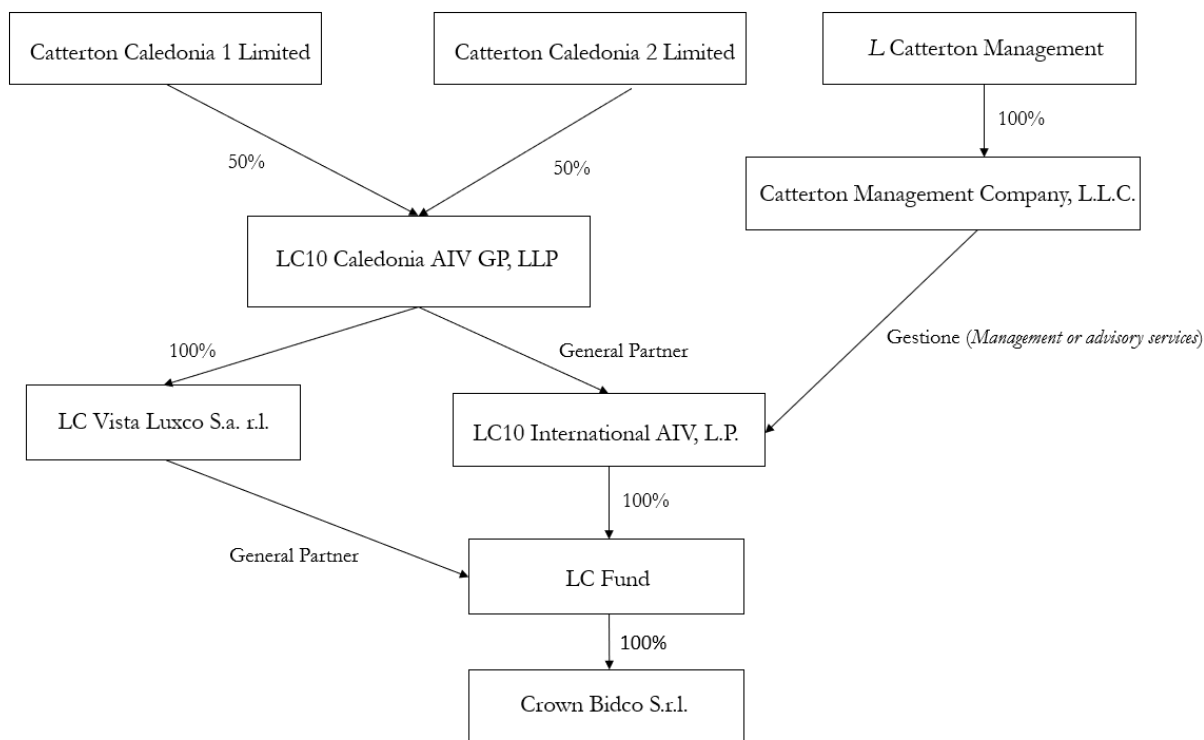 Catterton Caledonia 1 Limited
Catterton Caledonia 2 Limited
L Catterton Management
100%
50%
50%
Catterton Management Company, L.L.C.
LC10 Caledonia AIV GP, LLP
Gestione (Management or advisory services)
100%
General Partner
LC Vista Luxco S.a. r.l.
LC10 International AIV, L.P.
100%
General Partner
LC Fund
100%
Crown Bidco S.r.l.